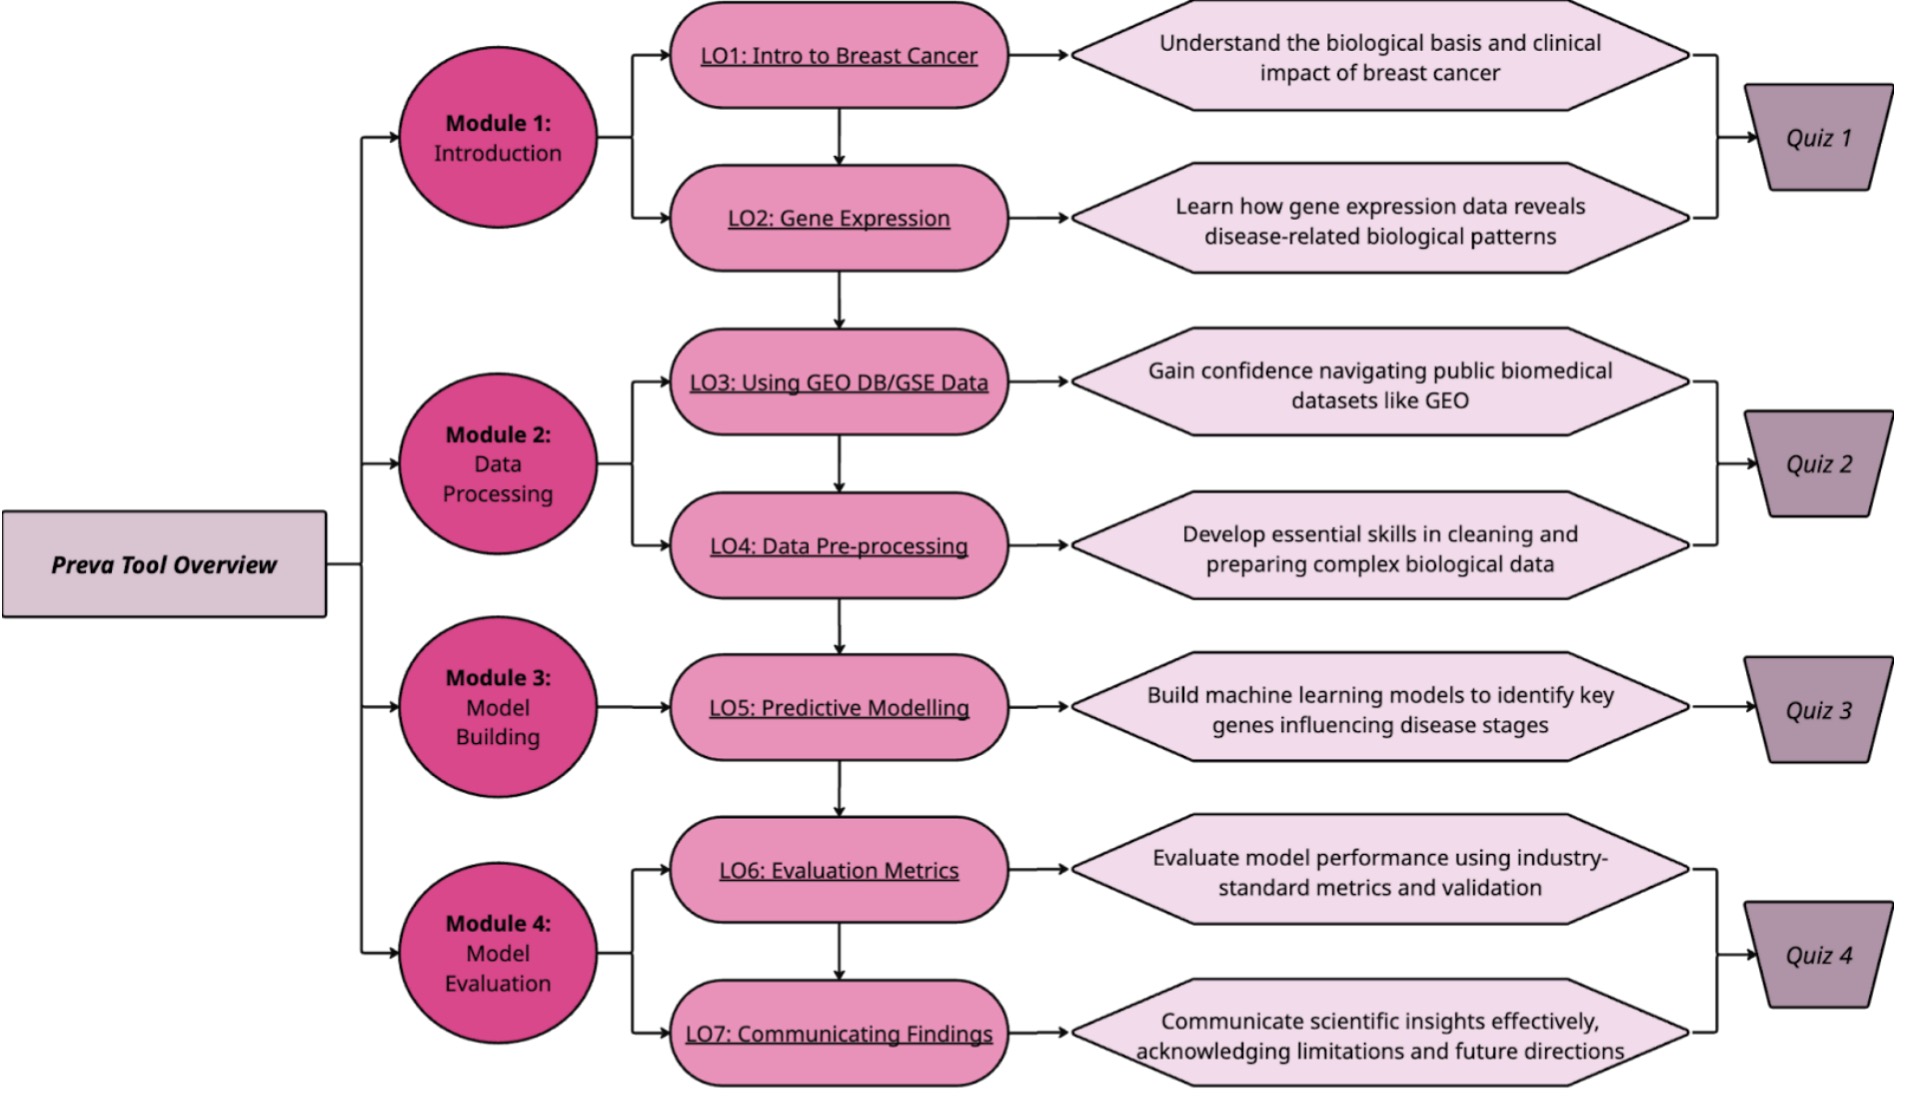 Preva Tool Overview
Module 1:
Introduction
LO1: Intro to Breast Cancer
Understand the biological basis and clinical
impact of breast cancer
LO2: Gene Expression
Learn how gene expression data reveals
disease-related biological patterns
Quiz 1
Module 2:
Data
Processing
LO3: Using GEO DB/GSE Data
Gain confidence navigating public biomedical
datasets like GEO
LO4: Data Pre-processing
Develop essential skills in cleaning and
preparing complex biological data
Quiz 2
Module 3:
Model
Building
LO5: Predictive Modelling
Build machine learning models to identify key
genes influencing disease stages
Quiz 3
Module 4:
Model
Evaluation
LO6: Evaluation Metrics
Evaluate model performance using industry-
standard metrics and validation
LO7: Communicating Findings
Communicate scientific insights effectively,
acknowledging limitations and future directions
Quiz 4